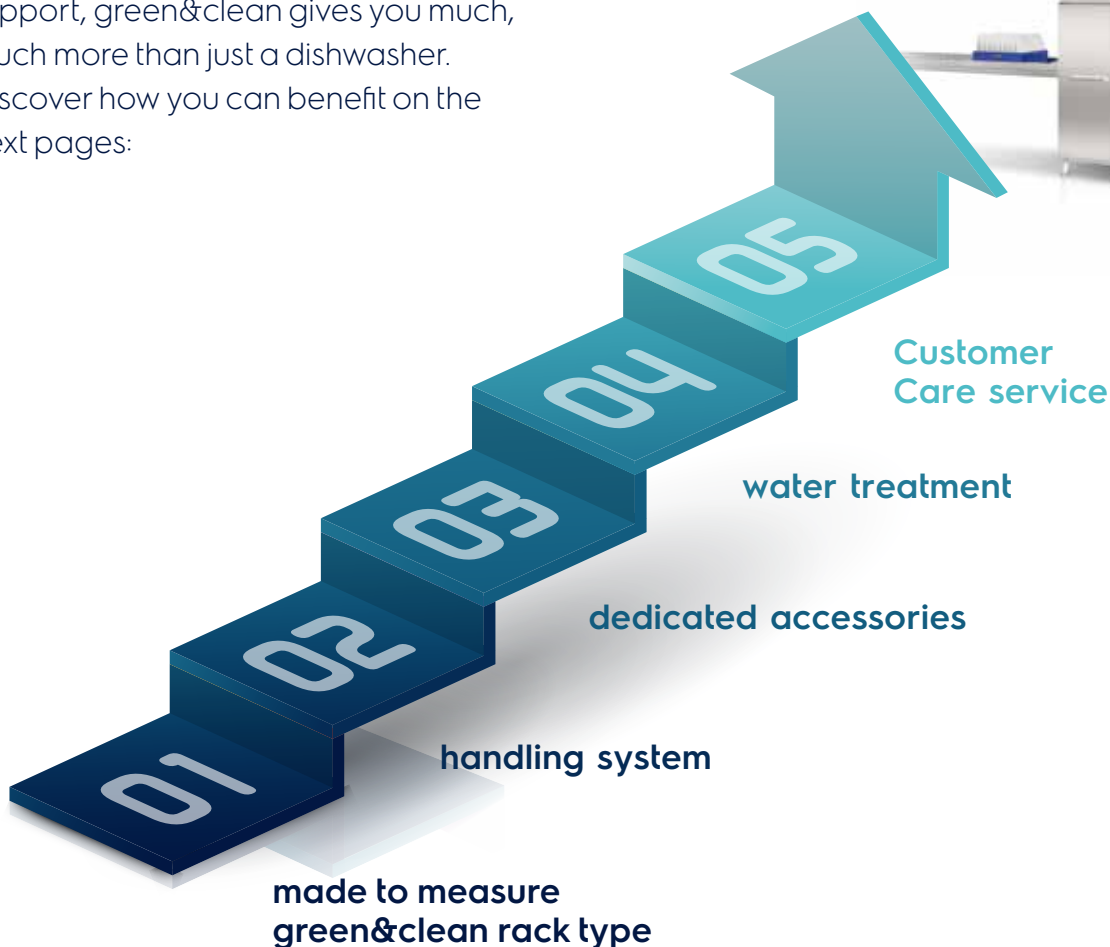 pport, green&clean gives you much,
uch more than just a dishwasher.
scover how you can benefit on the
ext pages:
05
Customer
Care service
04
water treatment
03
dedicated accessories
02
handling system
01
made to measure
green&clean rack type